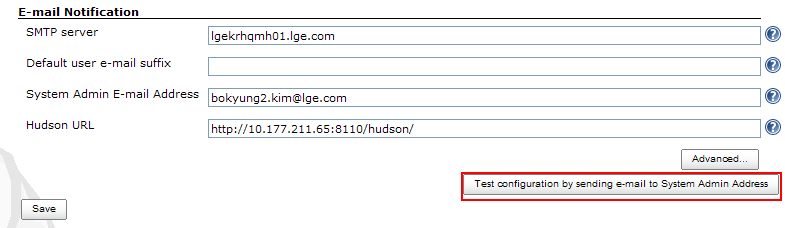 E-mail Notification
SMTP server lgekrhqmh01.lge.com
Default user e-mail suffix
System Admin E-mail Address bokyung2.kim@lge.com
Hudson URL http://10.177.211.65:8110/hudson/
Advanced...
Test configuration by sending e-mail to System Admin Address
Save